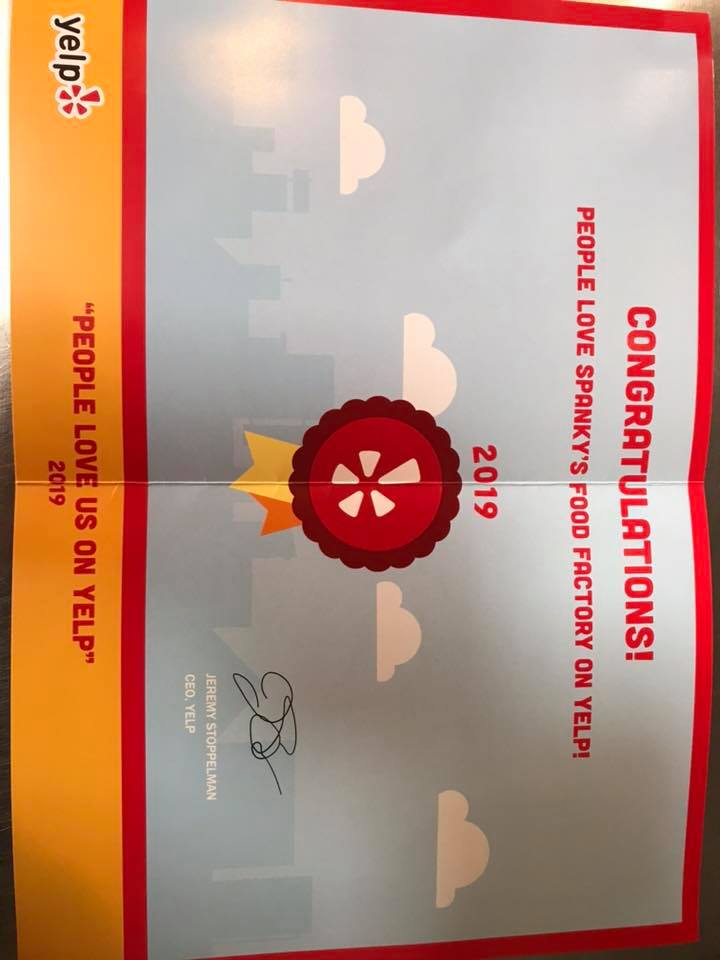 CONGRATULATIONS!
PEOPLE LOVE SPANKY'S FOOD FACTORY ON YELP!
2019
JEREMY STOPPELMAN
CEO, YELP
yelp
"PEOPLE LOVE US ON YELP"
2019